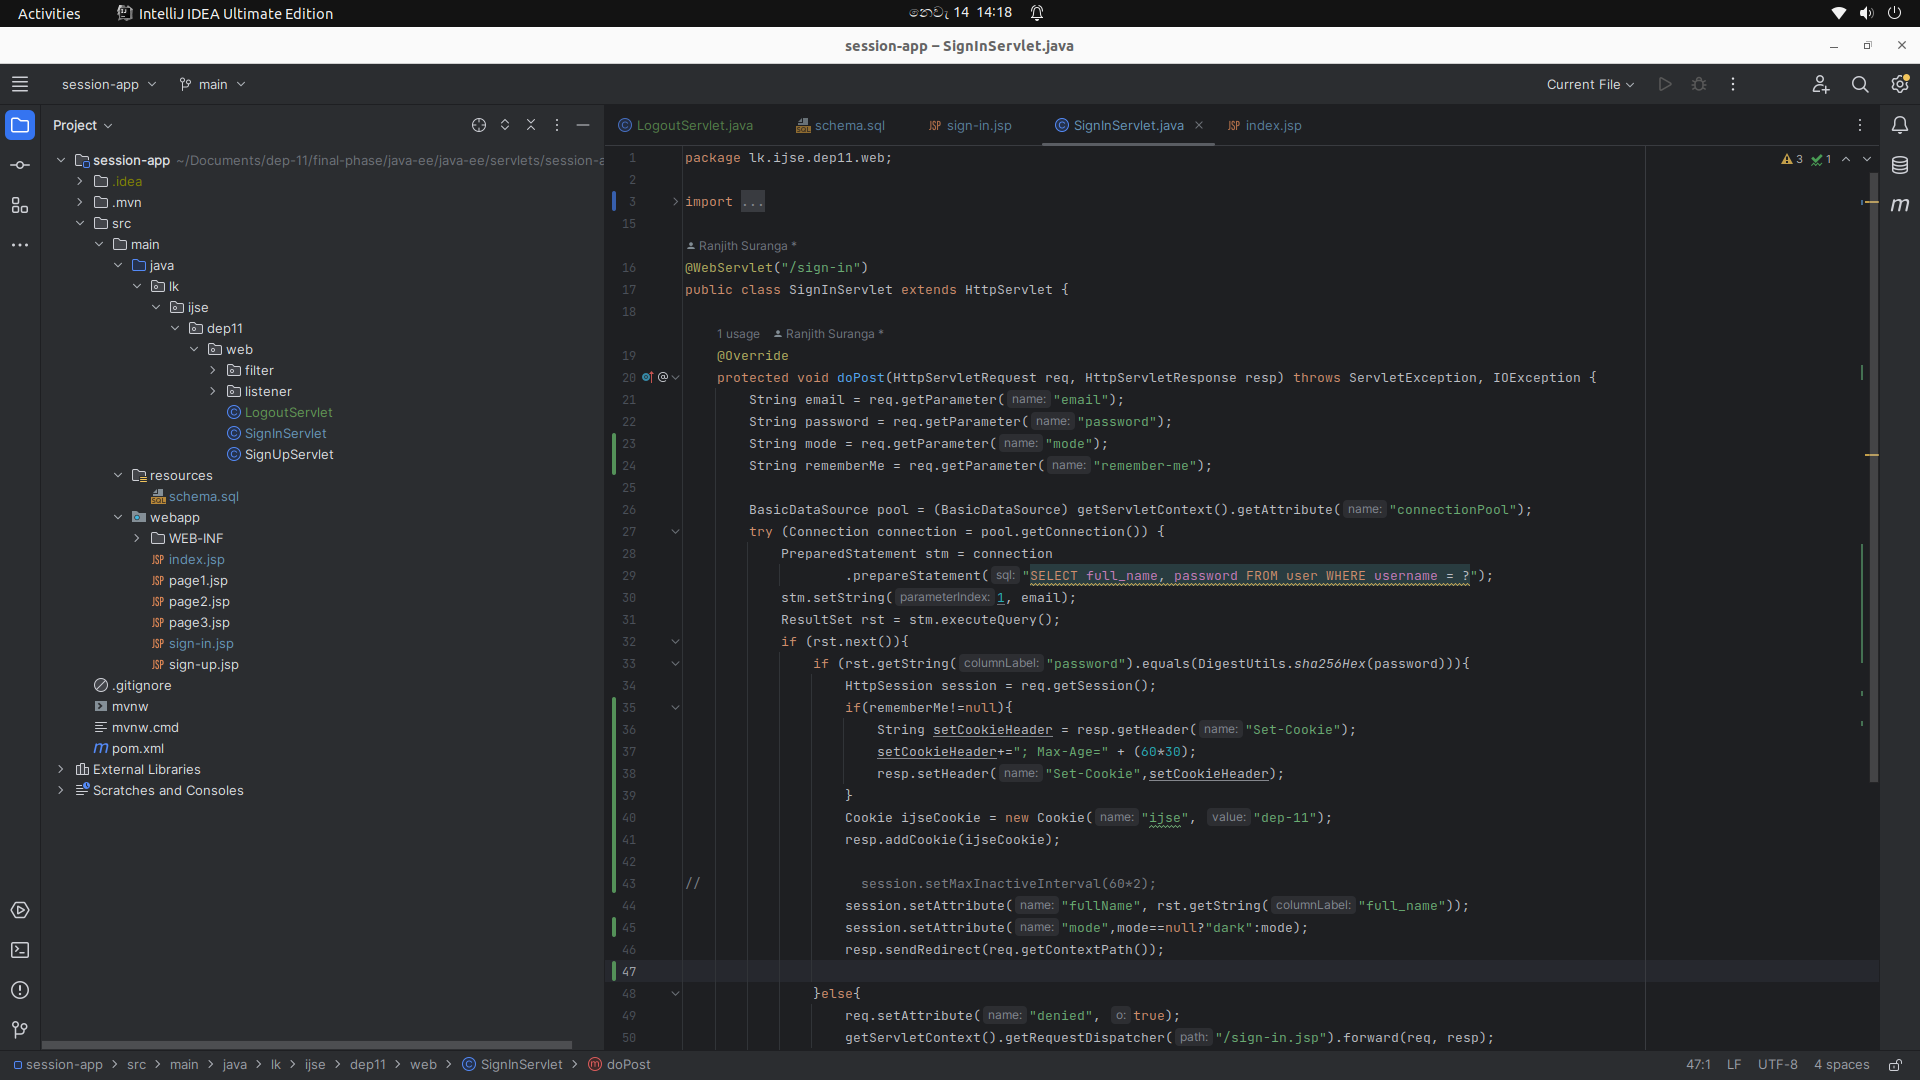 Activities
IntelliJ IDEA Ultimate Edition
නොවැ 14 14:18
session-app – SignInServlet.java
session-app
main
Current File
Project
LogoutServlet.java
schema.sql
sign-in.jsp
SignInServlet.java
index.jsp
session-app ~/Documents/dep-11/final-phase/java-ee/java-ee/servlets/session-a
.idea
.mvn
src
main
java
lk
ijse
dep11
web
filter
listener
LogoutServlet
SignInServlet
SignUpServlet
resources
schema.sql
webapp
WEB-INF
index.jsp
page1.jsp
page2.jsp
page3.jsp
sign-in.jsp
sign-up.jsp
.gitignore
mvnw
mvnw.cmd
pom.xml
External Libraries
Scratches and Consoles
3 1
1 package lk.ijse.dep11.web;
2
3 import ...
15
Ranjith Suranga *
16 @WebServlet("/sign-in")
17 public class SignInServlet extends HttpServlet {
18
1 usage Ranjith Suranga *
19 @Override
20 protected void doPost(HttpServletRequest req, HttpServletResponse resp) throws ServletException, IOException {
21 String email = req.getParameter( name: "email");
22 String password = req.getParameter( name: "password");
23 String mode = req.getParameter( name: "mode");
24 String rememberMe = req.getParameter( name: "remember-me");
25
26 BasicDataSource pool = (BasicDataSource) getServletContext().getAttribute( name: "connectionPool");
27 try (Connection connection = pool.getConnection()) {
28 PreparedStatement stm = connection
29 .prepareStatement( sql: "SELECT full_name, password FROM user WHERE username = ?");
30 stm.setString( parameterIndex: 1, email);
31 ResultSet rst = stm.executeQuery();
32 if (rst.next()){
33 if (rst.getString( columnLabel: "password").equals(DigestUtils.sha256Hex(password))){
34 HttpSession session = req.getSession();
35 if(rememberMe!=null){
36 String setCookieHeader = resp.getHeader( name: "Set-Cookie");
37 setCookieHeader+="; Max-Age=" + (60*30);
38 resp.setHeader( name: "Set-Cookie",setCookieHeader);
39 }
40 Cookie ijseCookie = new Cookie( name: "ijse", value: "dep-11");
41 resp.addCookie(ijseCookie);
42
43 // session.setMaxInactiveInterval(60*2);
44 session.setAttribute( name: "fullName", rst.getString( columnLabel: "full_name"));
45 session.setAttribute( name: "mode",mode==null?"dark":mode);
46 resp.sendRedirect(req.getContextPath());
47
48 }else{
49 req.setAttribute( name: "denied", o: true);
50 getServletContext().getRequestDispatcher( path: "/sign-in.jsp").forward(req, resp);
session-app > src > main > java > lk > ijse > dep11 > web > SignInServlet > doPost
47:1 LF UTF-8 4 spaces